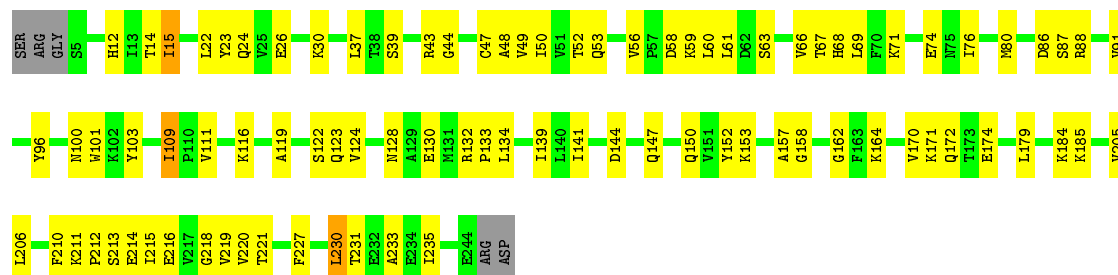 SER ARG GLY S5 H12 I13 T14 I15 L22 Y23 Q24 V25 E26 K30 L37 T38 S39 R43 G44 C47 A48 V49 I50 V51 T52 Q53 V56 P57 D58 K59 L60 L61 D62 S63 V66 T67 H68 L69 F70 K71 E74 N75 I76 M80 D86 S87 R88
Y96 N100 W101 K102 Y103 I109 P110 V111 K116 A119 S122 Q123 V124 N128 A129 E130 M131 R132 P133 L134 I139 L140 I141 D144 Q147 Q150 V151 Y152 K153 A157 G158 G162 F163 K164 V170 K171 Q172 T173 E174 L179 K184 K185
L206 F210 K211 P212 S213 E214 I215 E216 V217 G218 V219 V220 T221 F227 L230 T231 E232 A233 E234 I235 E244 ARG ASP